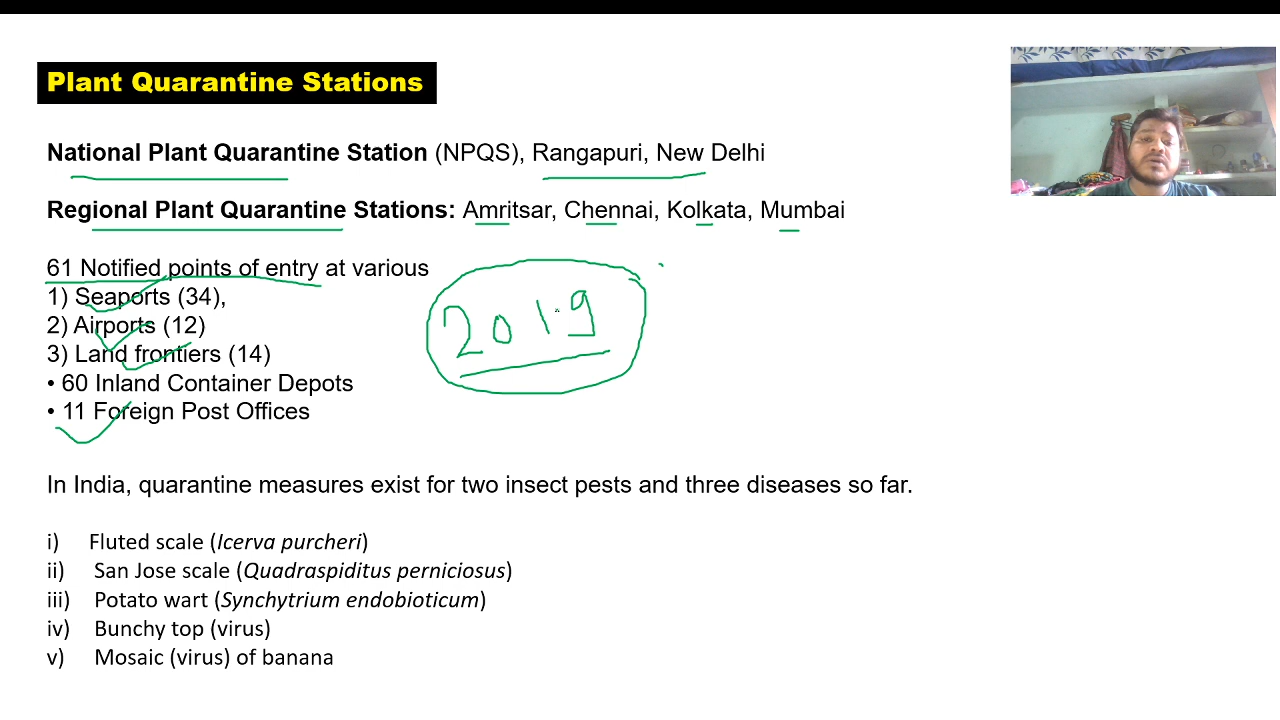 Plant Quarantine Stations
National Plant Quarantine Station (NPQS), Rangapuri, New Delhi
Regional Plant Quarantine Stations: Amritsar, Chennai, Kolkata, Mumbai
61 Notified points of entry at various
1) Seaports (34),
2) Airports (12)
3) Land frontiers (14)
• 60 Inland Container Depots
• 11 Foreign Post Offices
2019
In India, quarantine measures exist for two insect pests and three diseases so far.
i) Fluted scale (Icerva purcheri)
ii) San Jose scale (Quadraspiditus perniciosus)
iii) Potato wart (Synchytrium endobioticum)
iv) Bunchy top (virus)
v) Mosaic (virus) of banana